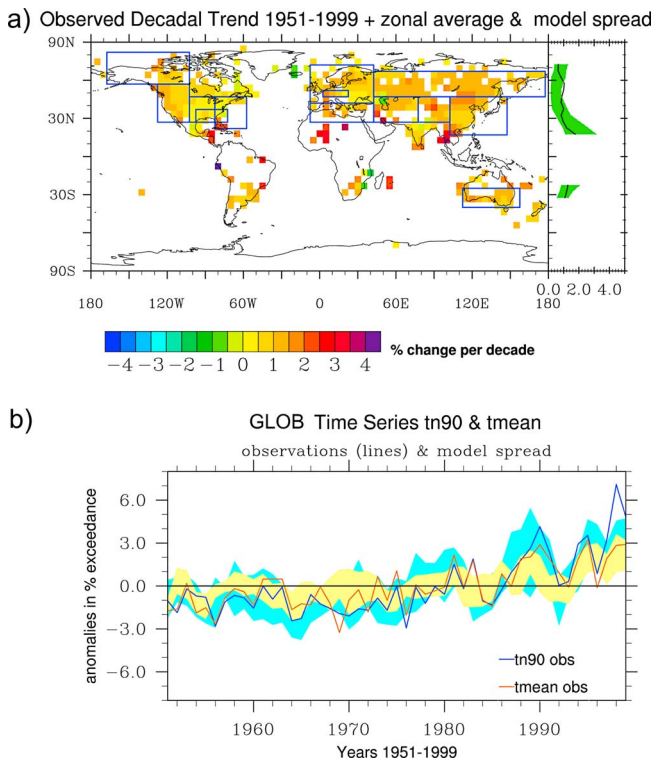 a) Observed Decadal Trend 1951-1999 + zonal average & model spread
90N
30N
30S
90S
180 120W 60W 0 60E 120E 180
0.0 2.0 4.0
−4 −3 −2 −1 0 1 2 3 4
% change per decade
b) GLOB Time Series tn90 & tmean
observations (lines) & model spread
anomalies in % exceedance
6.0
3.0
0.0
−3.0
−6.0
tn90 obs
tmean obs
1960 1970 1980 1990
Years 1951-1999